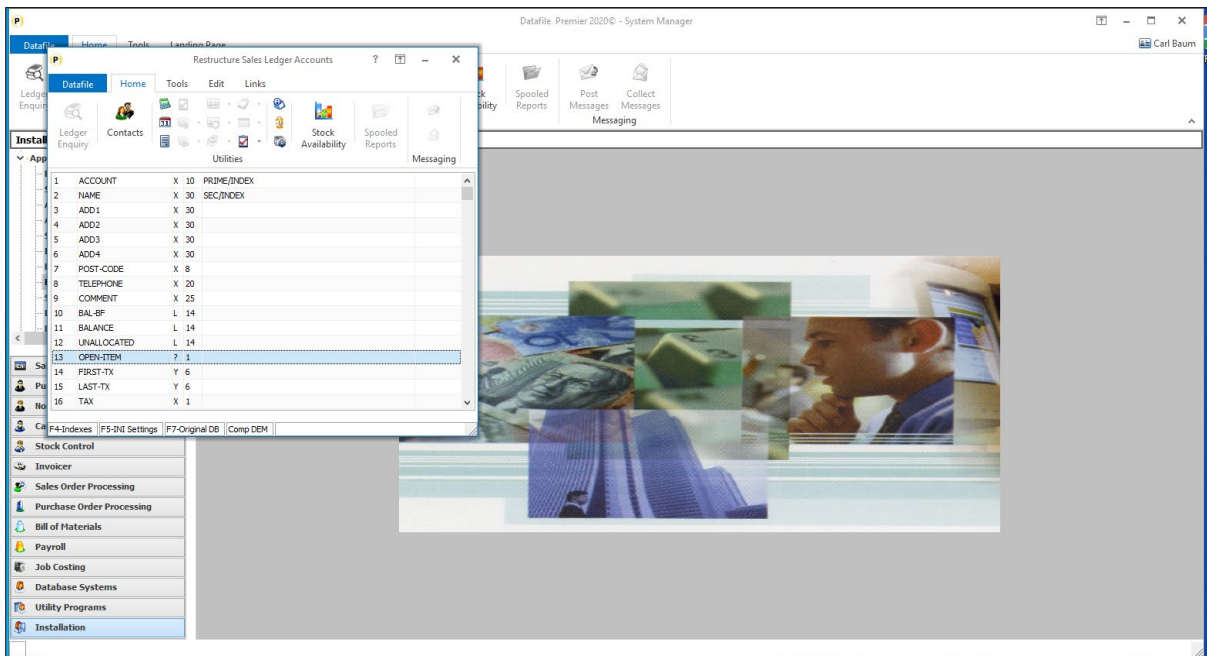 Datafile Premier 2020© - System Manager
Datafile Home Tools Landing Page
Carl Baum
Restructure Sales Ledger Accounts
Datafile Home Tools Edit Links
Ledger Enquiry
Contacts
Stock Availability
Spooled Reports
Utilities
Messaging
Spooled Reports
Post Messages
Collect Messages
Messaging
1 ACCOUNT X 10 PRIME/INDEX
2 NAME X 30 SEC/INDEX
3 ADD1 X 30
4 ADD2 X 30
5 ADD3 X 30
6 ADD4 X 30
7 POST-CODE X 8
8 TELEPHONE X 20
9 COMMENT X 25
10 BAL-BF L 14
11 BALANCE L 14
12 UNALLOCATED L 14
13 OPEN-ITEM ? 1
14 FIRST-TX Y 6
15 LAST-TX Y 6
16 TAX X 1
F4-Indexes F5-INI Settings F7-Original DB Comp DEM
Stock Control
Invoicer
Sales Order Processing
Purchase Order Processing
Bill of Materials
Payroll
Job Costing
Database Systems
Utility Programs
Installation